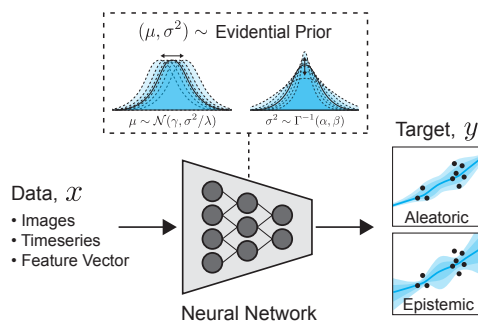 (μ, σ²) ∼ Evidential Prior
μ ∼ 𝒩(γ, σ²/λ)
σ² ∼ Γ⁻¹(α, β)
Data, x
• Images
• Timeseries
• Feature Vector
Neural Network
Target, y
Aleatoric
Epistemic